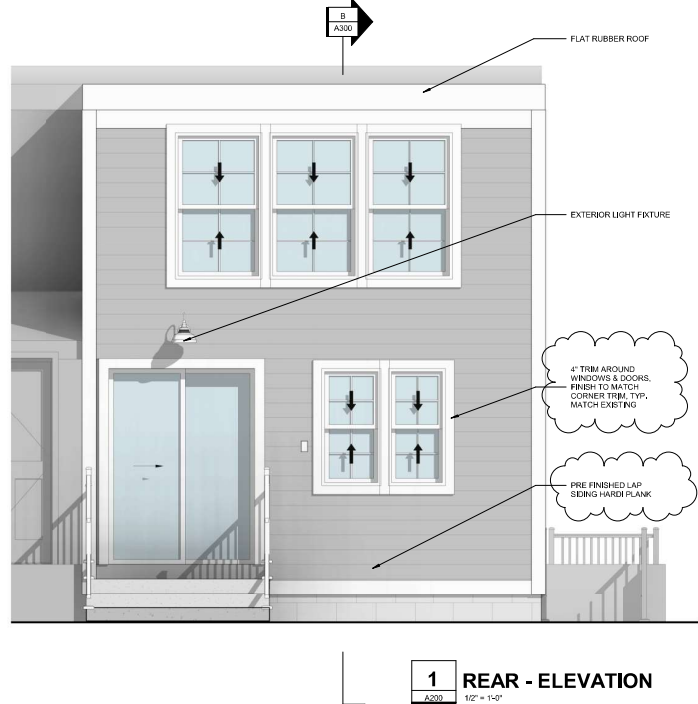 B
A300
FLAT RUBBER ROOF
EXTERIOR LIGHT FIXTURE
4" TRIM AROUND
WINDOWS & DOORS,
FINISH TO MATCH
CORNER TRIM, TYP.
MATCH EXISTING
PRE FINISHED LAP
SIDING HARDI PLANK
1
A200
REAR - ELEVATION
1/2" = 1'-0"